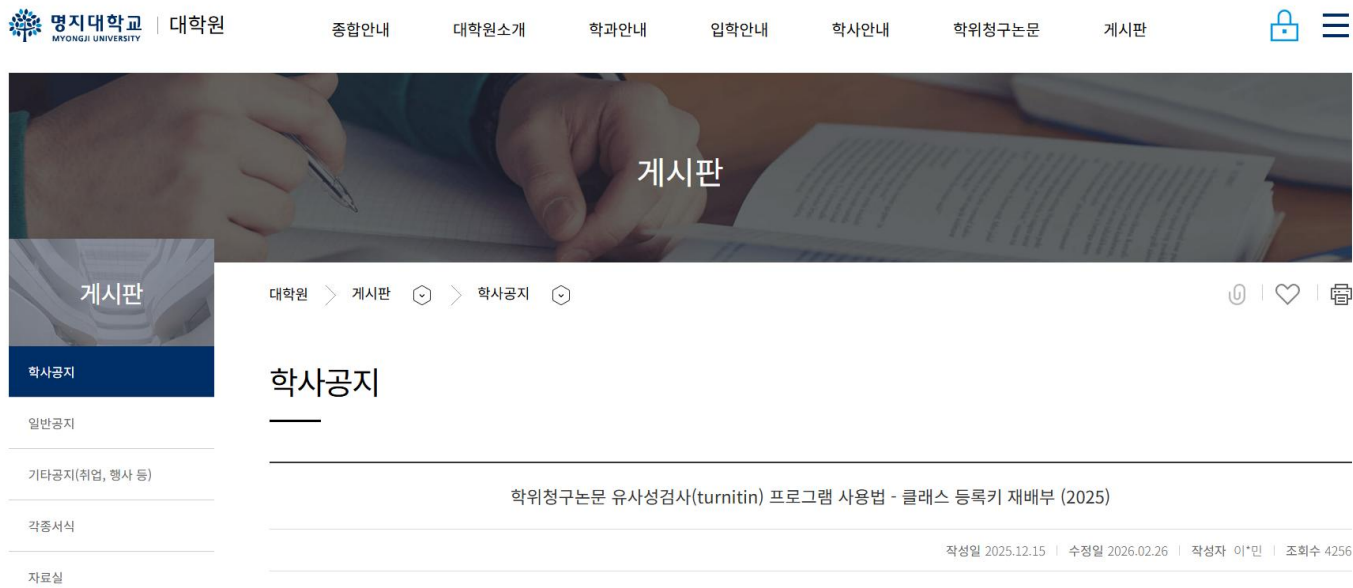 명지대학교 대학원
MYONGJI UNIVERSITY
종합안내 대학원소개 학과안내 입학안내 학사안내 학위청구논문 게시판
게시판
게시판
대학원 게시판 학사공지
학사공지
학사공지
일반공지
기타공지(취업, 행사 등)
학위청구논문 유사성검사(turnitin) 프로그램 사용법 - 클래스 등록키 재배부 (2025)
각종서식
작성일 2025.12.15 수정일 2026.02.26 작성자 이*민 조회수 4256
자료실